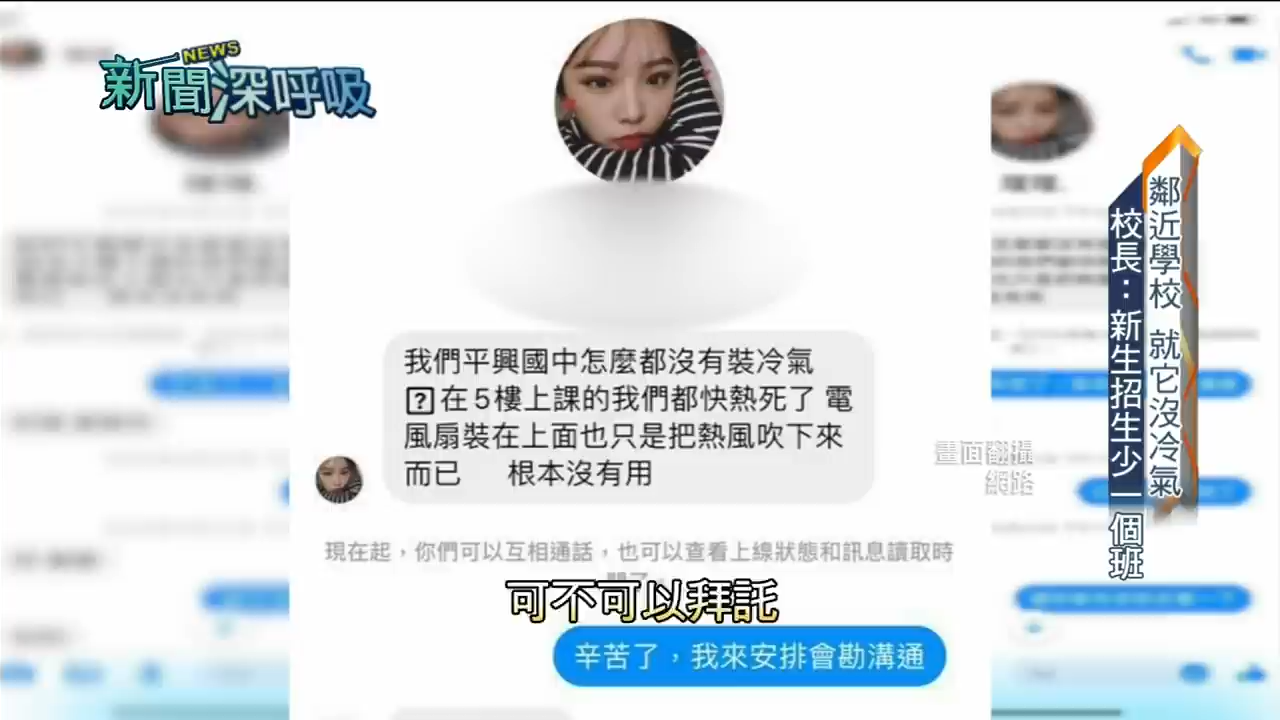 NEWS
新聞深呼吸
鄰近學校 就它沒冷氣
校長：新生招生少一個班
我們平興國中怎麼都沒有裝冷氣
?在5樓上課的我們都快熱死了 電
風扇裝在上面也只是把熱風吹下來
而已 根本沒有用
畫面翻攝
網路
現在起，你們可以互相通話，也可以查看上線狀態和訊息讀取時
可不可以拜託
辛苦了，我來安排會勘溝通